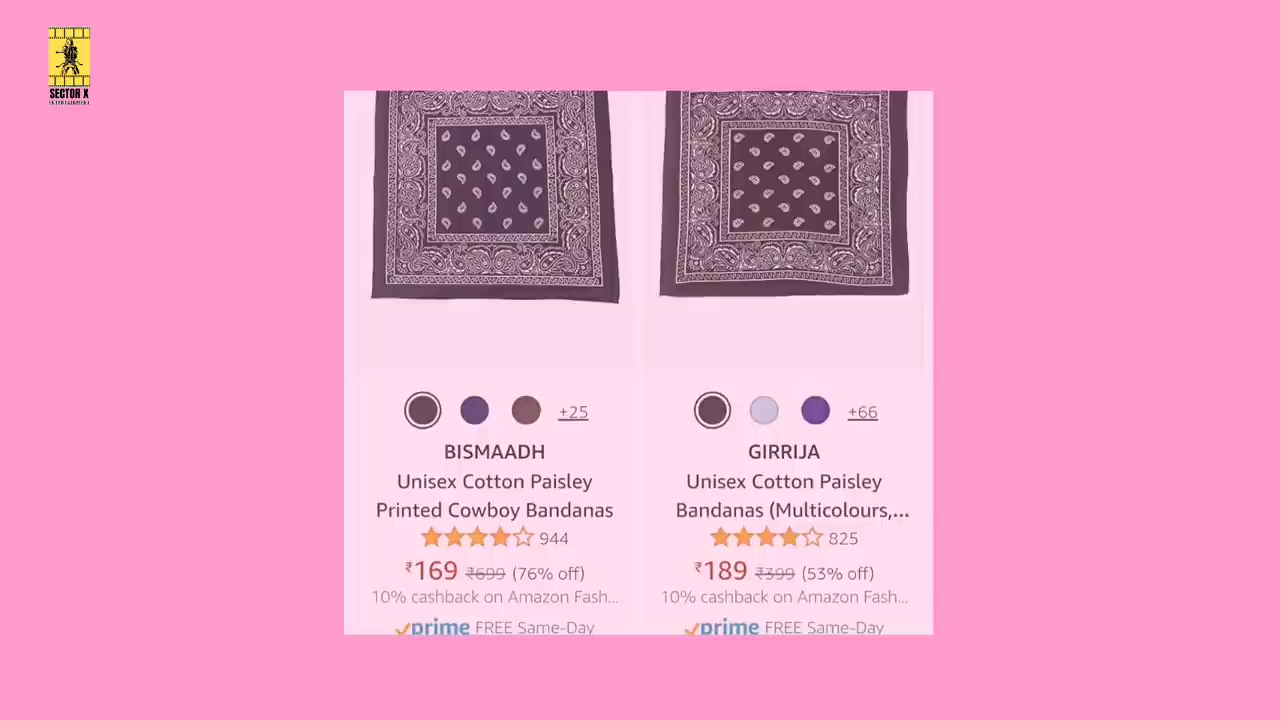 SECTOR X
ENTERTAINMENT
+25
+66
BISMAADH
Unisex Cotton Paisley
Printed Cowboy Bandanas
944
₹169 ₹699 (76% off)
10% cashback on Amazon Fash...
prime FREE Same-Day
GIRRIJA
Unisex Cotton Paisley
Bandanas (Multicolours,...
825
₹189 ₹399 (53% off)
10% cashback on Amazon Fash...
prime FREE Same-Day